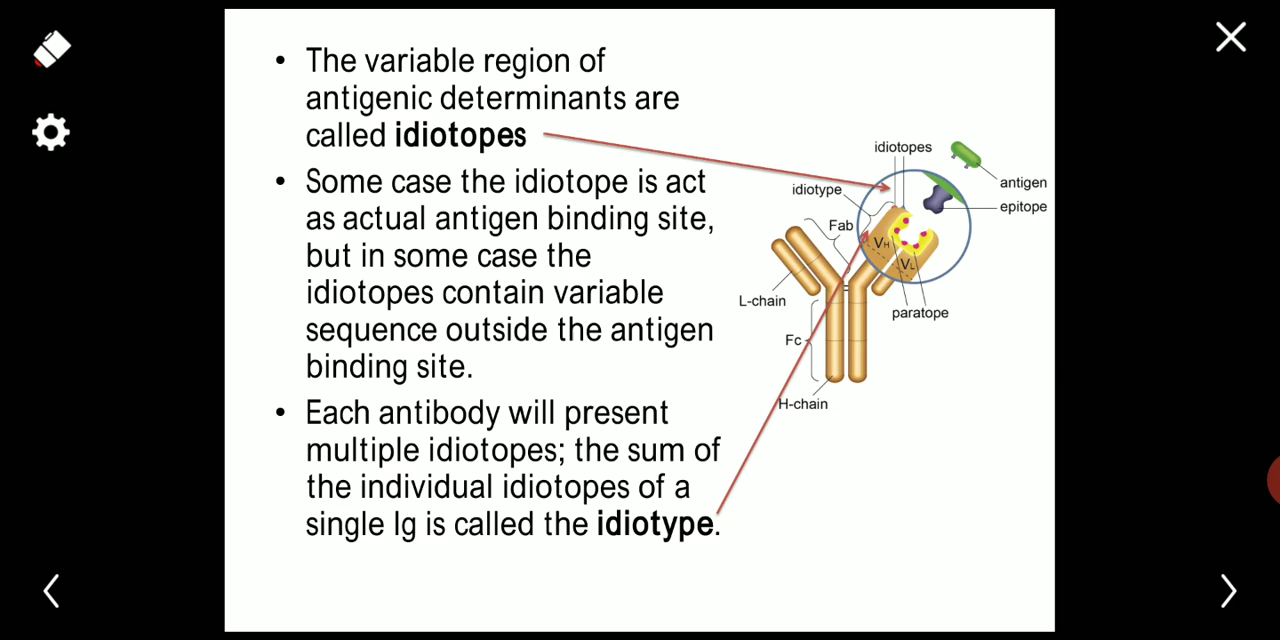 • The variable region of
antigenic determinants are
called idiotopes
• Some case the idiotope is act
as actual antigen binding site,
but in some case the
idiotopes contain variable
sequence outside the antigen
binding site.
• Each antibody will present
multiple idiotopes; the sum of
the individual idiotopes of a
single Ig is called the idiotype.
idiotopes
antigen
idiotype
epitope
Fab
VH
VL
L-chain
paratope
Fc
H-chain